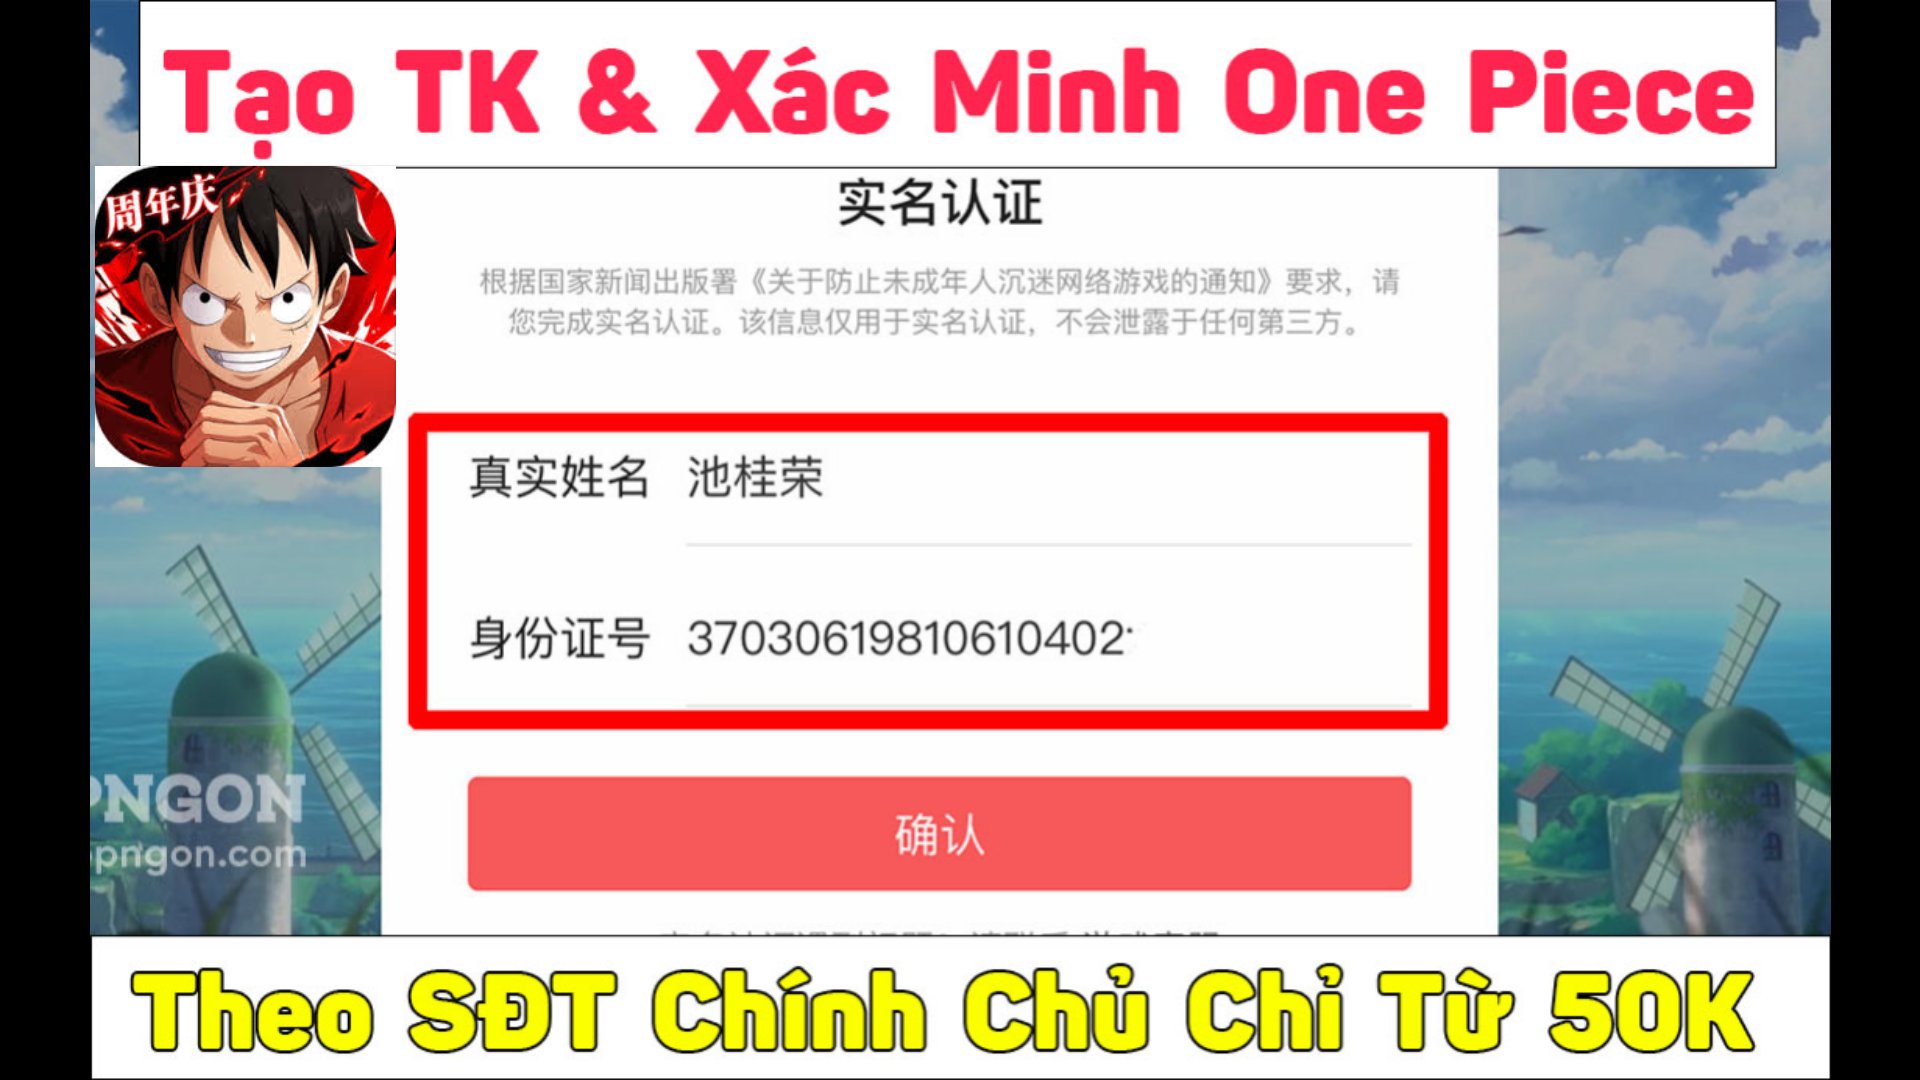 Tạo TK & Xác Minh One Piece
周年庆
实名认证
根据国家新闻出版署《关于防止未成年人沉迷网络游戏的通知》要求，请
您完成实名认证。该信息仅用于实名认证，不会泄露于任何第三方。
真实姓名 池桂荣
身份证号 37030619810610402
确认
PNGON
pngon.com
Theo SĐT Chính Chủ Chỉ Từ 50K